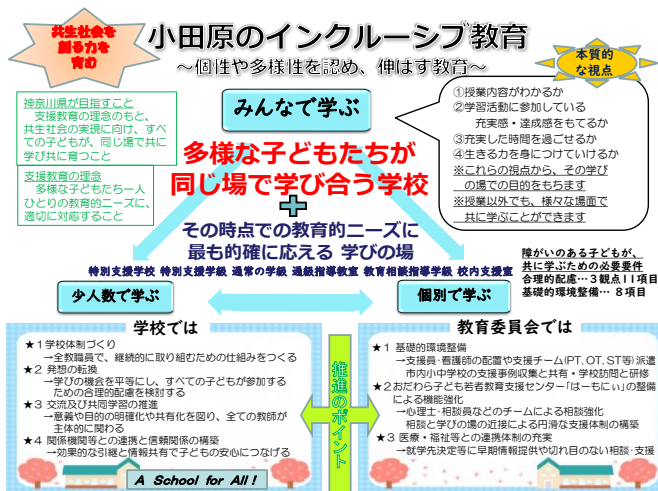 共生社会を
創る力を
育む
小田原のインクルーシブ教育
～個性や多様性を認め、伸ばす教育～
本質的
な視点
神奈川県が目指すこと
支援教育の理念のもと、
共生社会の実現に向け、すべ
ての子どもが、同じ場で共に
学び共に育つこと
支援教育の理念
多様な子どもたち一人
ひとりの教育的ニーズに、
適切に対応すること
みんなで学ぶ
①授業内容がわかるか
②学習活動に参加している
充実感・達成感をもてるか
③充実した時間を過ごせるか
④生きる力を身につけていけるか
※これらの視点から、その学び
の場での目的をもちます
※授業以外でも、様々な場面で
共に学ぶことができます
多様な子どもたちが
同じ場で学び合う学校
＋
その時点での教育的ニーズに
最も的確に応える 学びの場
特別支援学校 特別支援学級 通常の学級 通級指導教室 教育相談指導学級 校内支援室
障がいのある子どもが、
共に学ぶための必要要件
合理的配慮…３観点11項目
基礎的環境整備… ８項目
少人数で学ぶ
個別で学ぶ
学校では
★１学校体制づくり
→全教職員で、継続的に取り組むための仕組みをつくる
★２ 発想の転換
→学びの機会を平等にし、すべての子どもが参加する
ための合理的配慮を検討する
★３ 交流及び共同学習の推進
→意義や目的の明確化や共有化を図り、全ての教師が
主体的に関わる
★４ 関係機関等との連携と信頼関係の構築
→効果的な引継と情報共有で子どもの安心につなげる
A School for All！
推進のポイント
教育委員会では
★１ 基礎的環境整備
→支援員・看護師の配置や支援チーム(PT、OT、ST等)派遣
市内小中学校の支援事例収集と共有・学校訪問と研修
★２おだわら子ども若者教育支援センター「はーもにぃ」の整備
による機能強化
→心理士・相談員などのチームによる相談強化
相談と学びの場の近接による円滑な支援体制の構築
★３ 医療・福祉等との連携体制の充実
→就学先決定等に早期情報提供や切れ目のない相談・支援